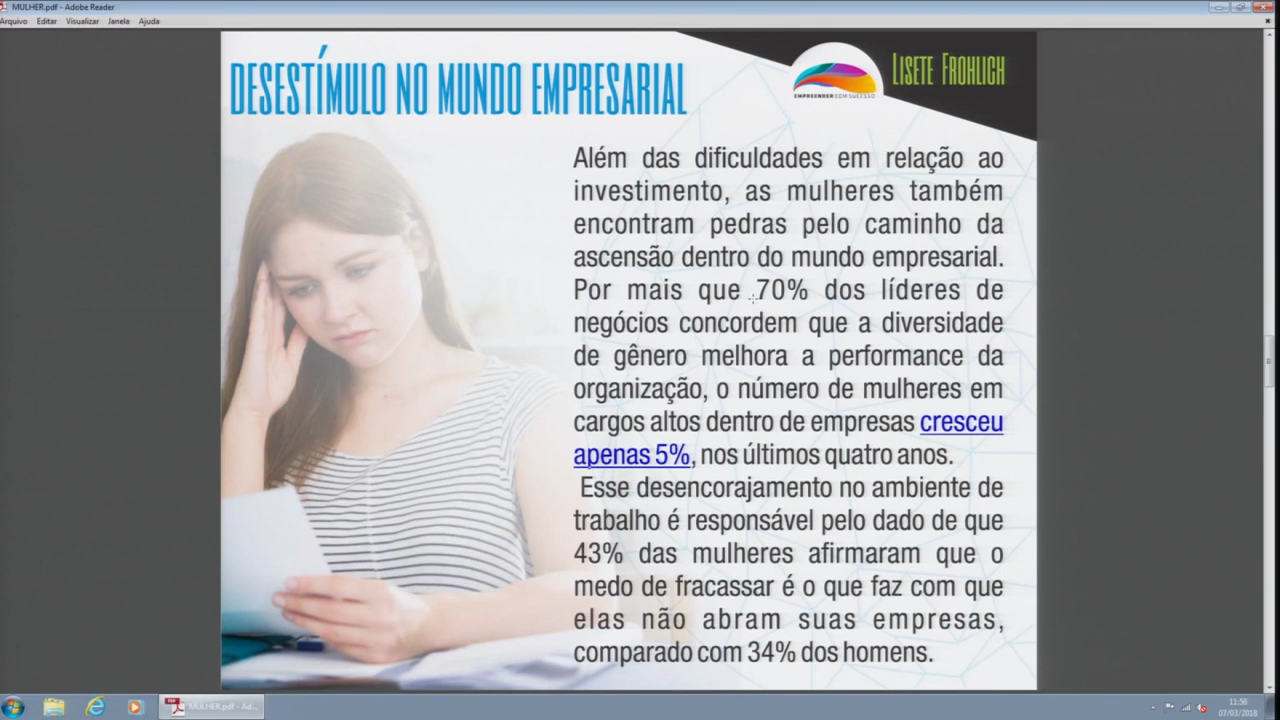 MULHER.pdf - Adobe Reader
Arquivo Editar Visualizar Janela Ajuda
DESESTÍMULO NO MUNDO EMPRESARIAL
EMPREENDER COM SUCESSO
LISETE FROHLICH
Além das dificuldades em relação ao
investimento, as mulheres também
encontram pedras pelo caminho da
ascensão dentro do mundo empresarial.
Por mais que 70% dos líderes de
negócios concordem que a diversidade
de gênero melhora a performance da
organização, o número de mulheres em
cargos altos dentro de empresas cresceu
apenas 5%, nos últimos quatro anos.
Esse desencorajamento no ambiente de
trabalho é responsável pelo dado de que
43% das mulheres afirmaram que o
medo de fracassar é o que faz com que
elas não abram suas empresas,
comparado com 34% dos homens.
MULHER.pdf - Ad...
11:56
07/03/2018